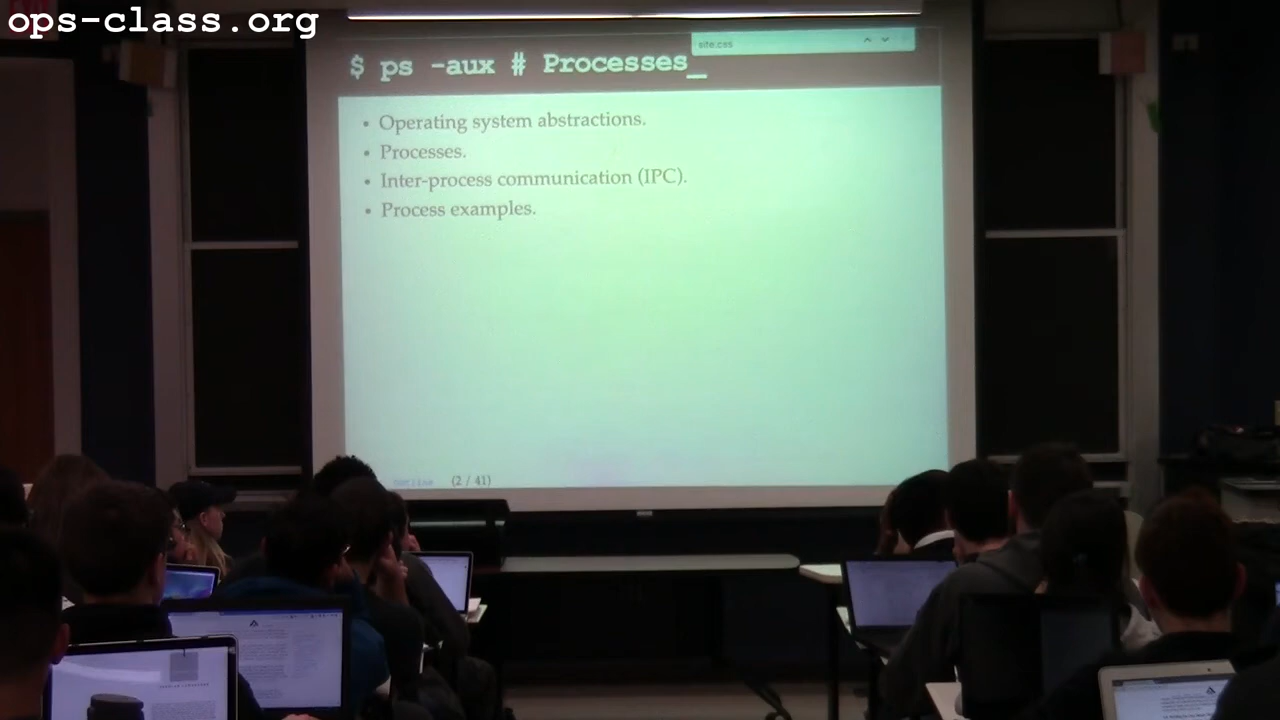 ops-class.org
site.css
$ ps -aux # Processes_
• Operating system abstractions.
• Processes.
• Inter-process communication (IPC).
• Process examples.
(2 / 41)